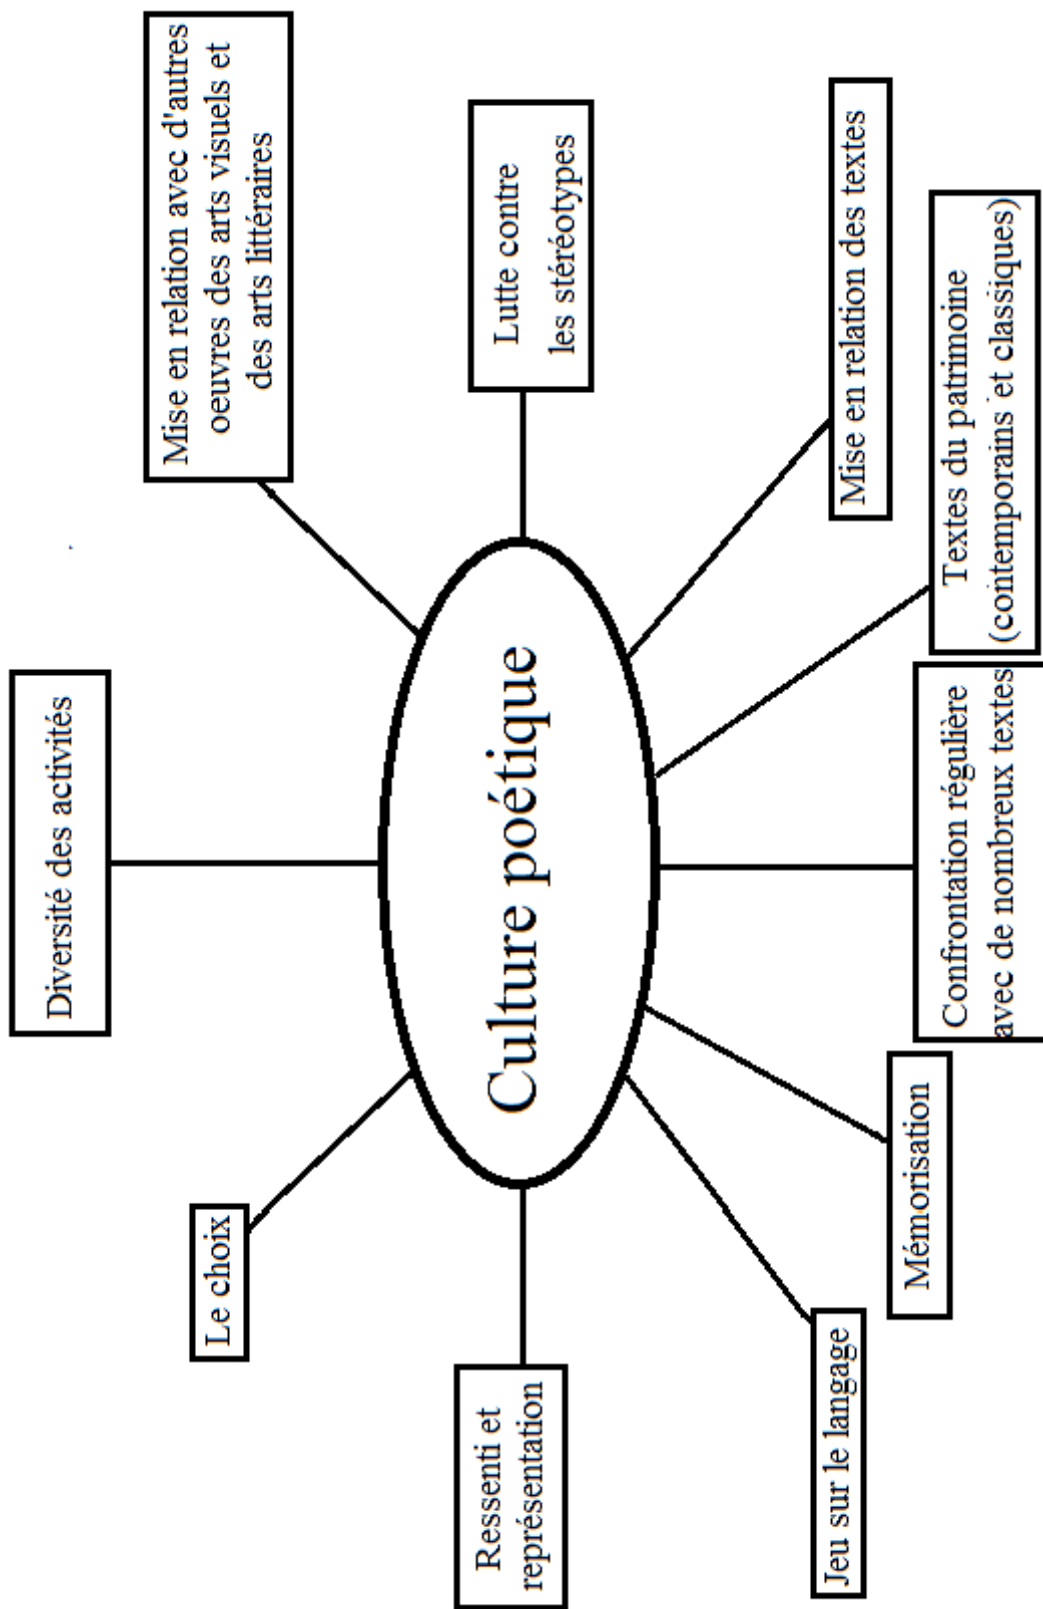 Diversité des activités
Le choix
Mise en relation avec d'autres
oeuvres des arts visuels et
des arts littéraires
Ressenti et
représentation
Culture poétique
Lutte contre
les stéréotypes
Jeu sur le langage
Mémorisation
Confrontation régulière
avec de nombreux textes
Textes du patrimoine
(contemporains et classiques)
Mise en relation des textes